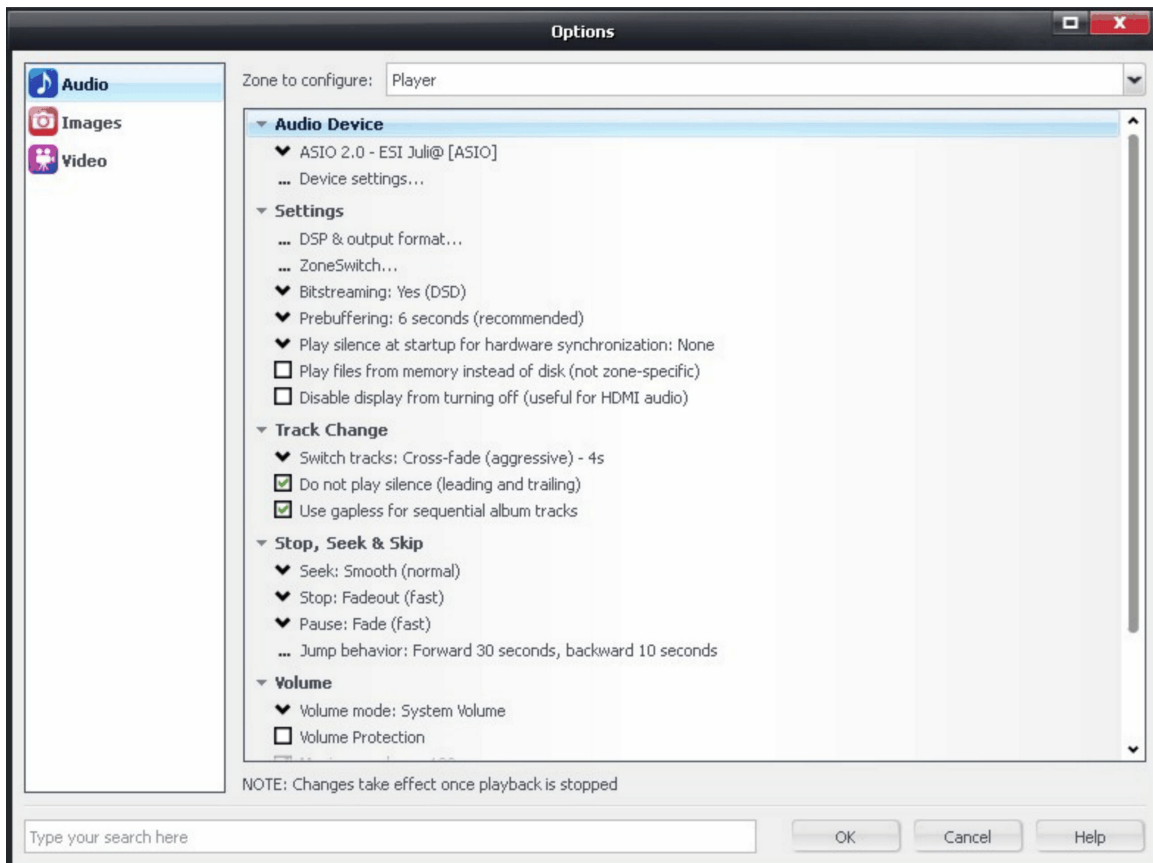 Options
X
Audio
Images
Video
Zone to configure: Player
Audio Device
ASIO 2.0 - ESI Juli@ [ASIO]
... Device settings...
Settings
... DSP & output format...
... ZoneSwitch...
Bitstreaming: Yes (DSD)
Prebuffering: 6 seconds (recommended)
Play silence at startup for hardware synchronization: None
Play files from memory instead of disk (not zone-specific)
Disable display from turning off (useful for HDMI audio)
Track Change
Switch tracks: Cross-fade (aggressive) - 4s
Do not play silence (leading and trailing)
Use gapless for sequential album tracks
Stop, Seek & Skip
Seek: Smooth (normal)
Stop: Fadeout (fast)
Pause: Fade (fast)
... Jump behavior: Forward 30 seconds, backward 10 seconds
Volume
Volume mode: System Volume
Volume Protection
NOTE: Changes take effect once playback is stopped
Type your search here
OK
Cancel
Help